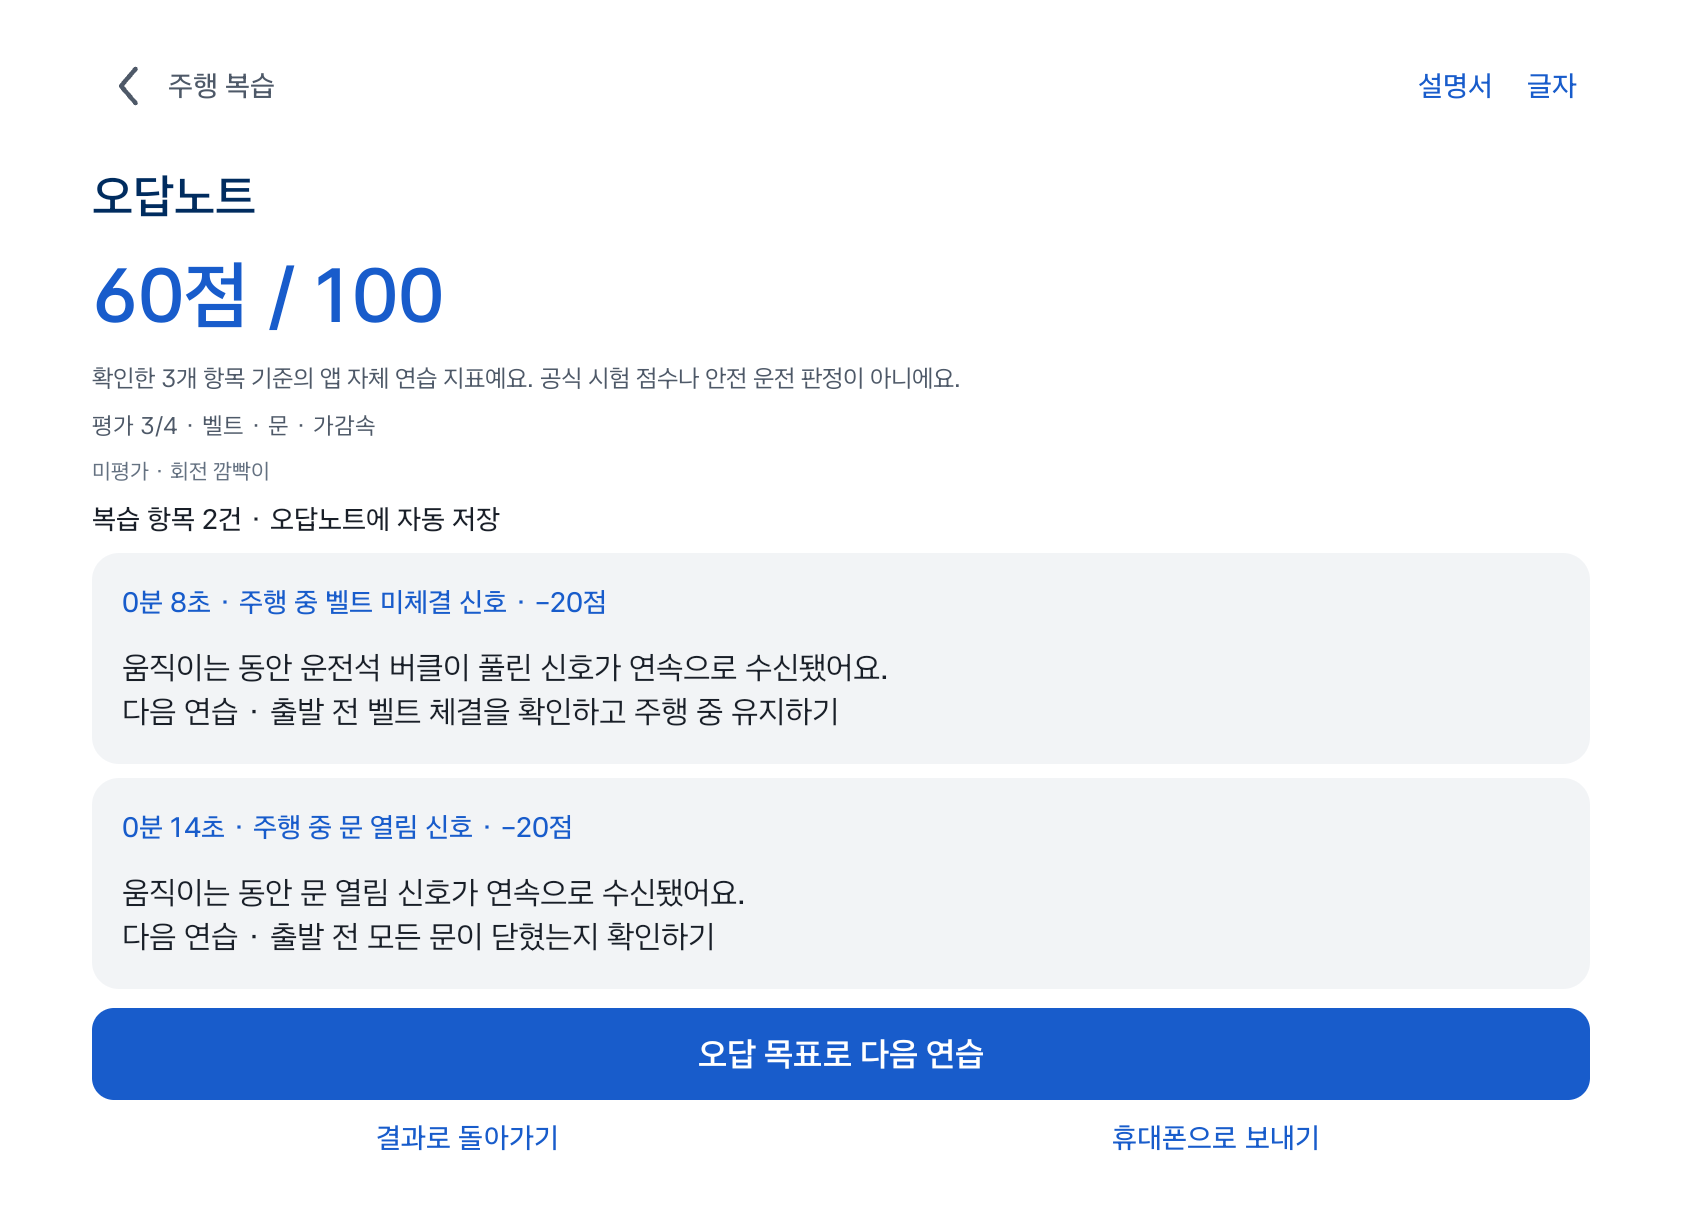 주행 복습
설명서 글자
오답노트
60점 / 100
확인한 3개 항목 기준의 앱 자체 연습 지표예요. 공식 시험 점수나 안전 운전 판정이 아니에요.
평가 3/4 · 벨트 · 문 · 가감속
미평가 · 회전 깜빡이
복습 항목 2건 · 오답노트에 자동 저장
0분 8초 · 주행 중 벨트 미체결 신호 · −20점
움직이는 동안 운전석 버클이 풀린 신호가 연속으로 수신됐어요.
다음 연습 · 출발 전 벨트 체결을 확인하고 주행 중 유지하기
0분 14초 · 주행 중 문 열림 신호 · −20점
움직이는 동안 문 열림 신호가 연속으로 수신됐어요.
다음 연습 · 출발 전 모든 문이 닫혔는지 확인하기
오답 목표로 다음 연습
결과로 돌아가기 휴대폰으로 보내기